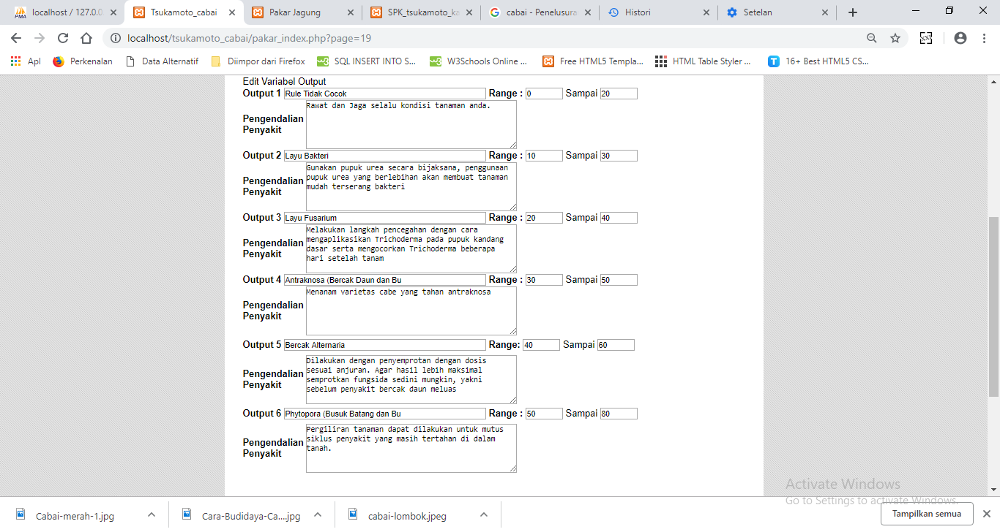 localhost / 127.0.0
Tsukamoto_cabai
Pakar Jagung
SPK_tsukamoto_ka
cabai - Penelusura
Histori
Setelan
localhost/tsukamoto_cabai/pakar_index.php?page=19
Apl
Perkenalan
Data Alternatif
Diimpor dari Firefox
SQL INSERT INTO S...
W3Schools Online ...
Free HTML5 Templa...
HTML Table Styler ...
16+ Best HTML5 CS...
Edit Variabel Output
Output 1 Rule Tidak Cocok Range : 0 Sampai 20
Pengendalian
Penyakit
Rawat dan Jaga selalu kondisi tanaman anda.
Output 2 Layu Bakteri Range : 10 Sampai 30
Pengendalian
Penyakit
Gunakan pupuk urea secara bijaksana, penggunaan
pupuk urea yang berlebihan akan membuat tanaman
mudah terserang bakteri
Output 3 Layu Fusarium Range : 20 Sampai 40
Pengendalian
Penyakit
Melakukan langkah pencegahan dengan cara
mengaplikasikan Trichoderma pada pupuk kandang
dasar serta mengocorkan Trichoderma beberapa
hari setelah tanam
Output 4 Antraknosa (Bercak Daun dan Bu Range : 30 Sampai 50
Pengendalian
Penyakit
Menanam varietas cabe yang tahan antraknosa
Output 5 Bercak Alternaria Range: 40 Sampai 60
Pengendalian
Penyakit
Dilakukan dengan penyemprotan dengan dosis
sesuai anjuran. Agar hasil lebih maksimal
semprotkan fungsida sedini mungkin, yakni
sebelum penyakit bercak daun meluas
Output 6 Phytopora (Busuk Batang dan Bu Range : 50 Sampai 80
Pengendalian
Penyakit
Pergiliran tanaman dapat dilakukan untuk mutus
siklus penyakit yang masih tertahan di dalam
tanah.
Activate Windows
Go to Settings to activate Windows.
Cabai-merah-1.jpg
Cara-Budidaya-Ca....jpg
cabai-lombok.jpeg
Tampilkan semua